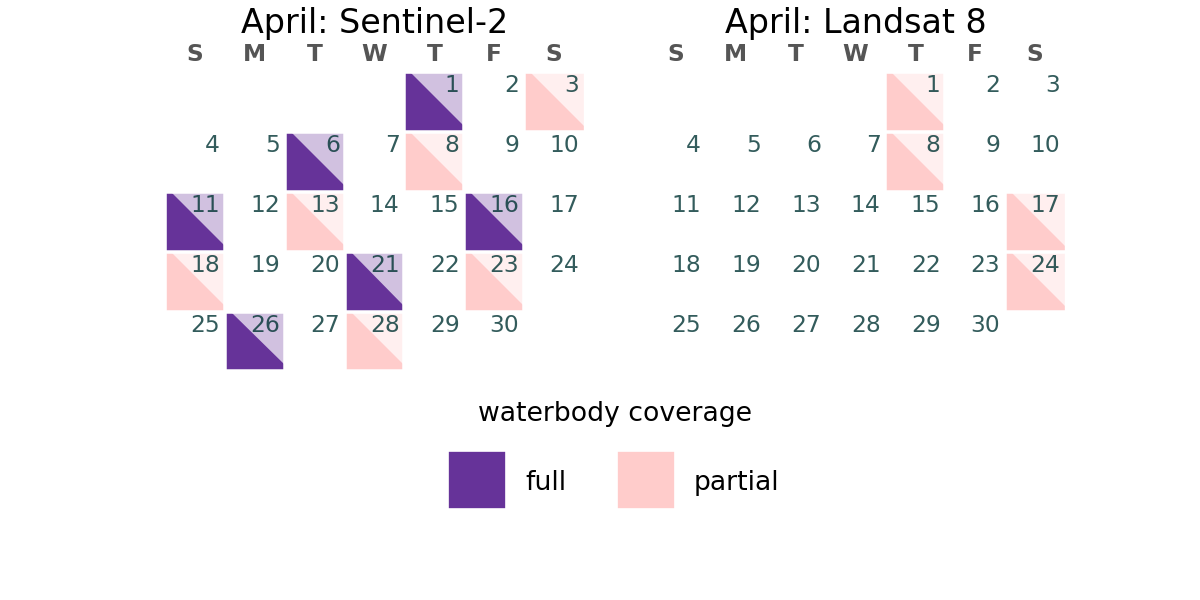 April: Sentinel-2
S M T W T F S
1 2 3
4 5 6 7 8 9 10
11 12 13 14 15 16 17
18 19 20 21 22 23 24
25 26 27 28 29 30
April: Landsat 8
S M T W T F S
1 2 3
4 5 6 7 8 9 10
11 12 13 14 15 16 17
18 19 20 21 22 23 24
25 26 27 28 29 30
waterbody coverage
full partial